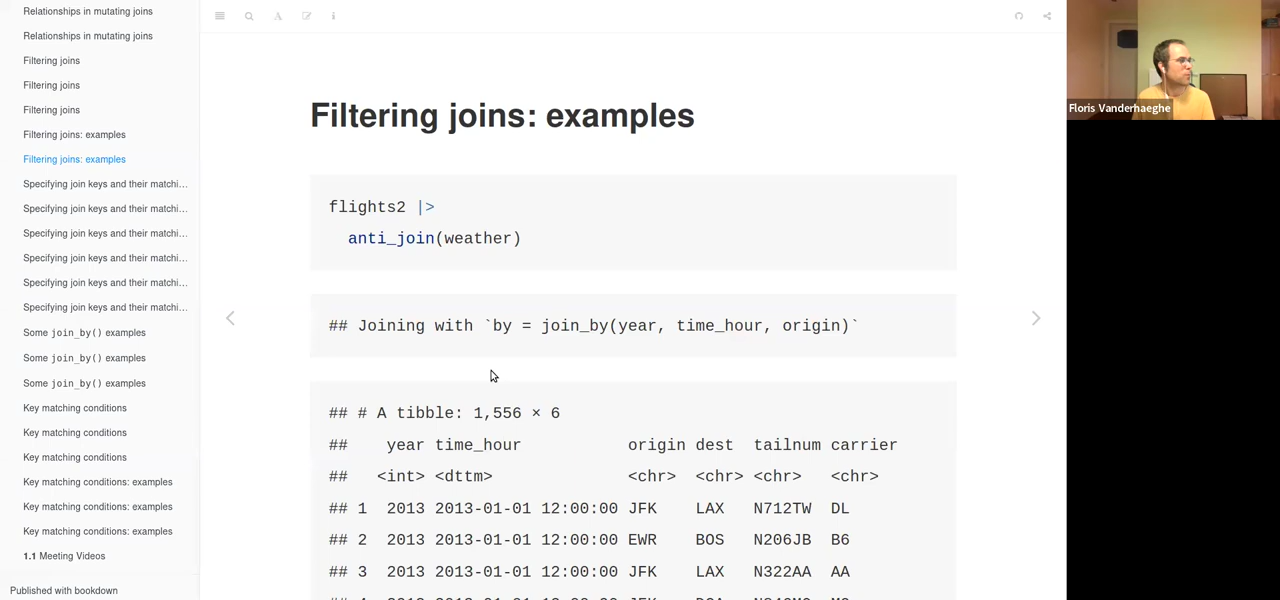 Relationships in mutating joins
Relationships in mutating joins
Filtering joins
Filtering joins
Filtering joins
Filtering joins: examples
Filtering joins: examples
Specifying join keys and their matchi…
Specifying join keys and their matchi…
Specifying join keys and their matchi…
Specifying join keys and their matchi…
Specifying join keys and their matchi…
Specifying join keys and their matchi…
Some join_by() examples
Some join_by() examples
Some join_by() examples
Key matching conditions
Key matching conditions
Key matching conditions
Key matching conditions: examples
Key matching conditions: examples
Key matching conditions: examples
1.1 Meeting Videos
Published with bookdown
Filtering joins: examples
flights2 |>
anti_join(weather)
## Joining with `by = join_by(year, time_hour, origin)`
## # A tibble: 1,556 × 6
## year time_hour origin dest tailnum carrier
## <int> <dttm> <chr> <chr> <chr> <chr>
## 1 2013 2013-01-01 12:00:00 JFK LAX N712TW DL
## 2 2013 2013-01-01 12:00:00 EWR BOS N206JB B6
## 3 2013 2013-01-01 12:00:00 JFK LAX N322AA AA
Floris Vanderhaeghe